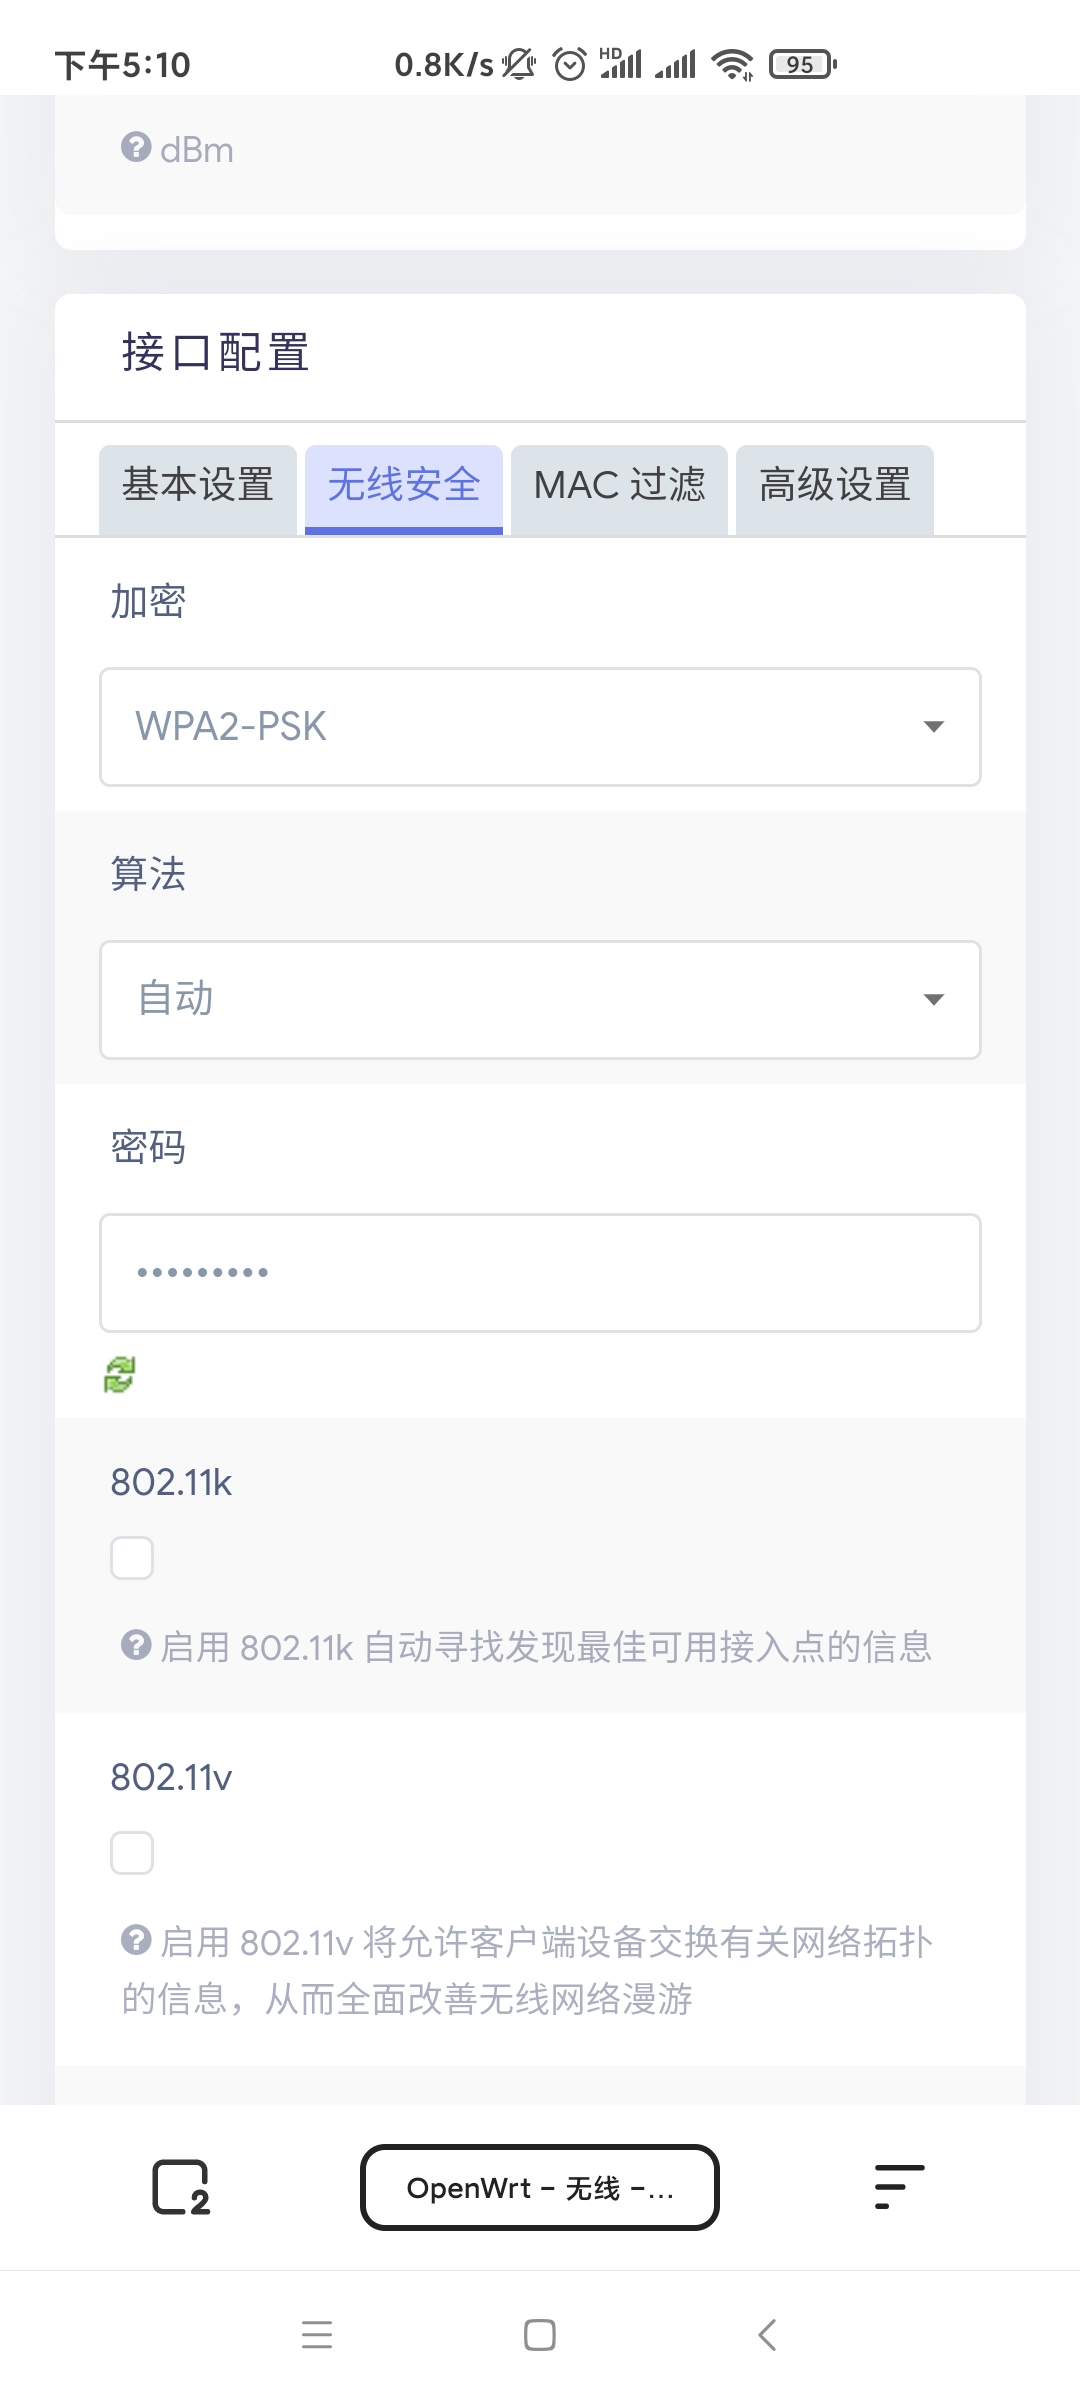 下午5:10 0.8K/s HD 95
dBm
接口配置
基本设置 无线安全 MAC 过滤 高级设置
加密
WPA2-PSK
算法
自动
密码
•••••••••
802.11k
启用 802.11k 自动寻找发现最佳可用接入点的信息
802.11v
启用 802.11v 将允许客户端设备交换有关网络拓扑
的信息，从而全面改善无线网络漫游
2 OpenWrt - 无线 -...